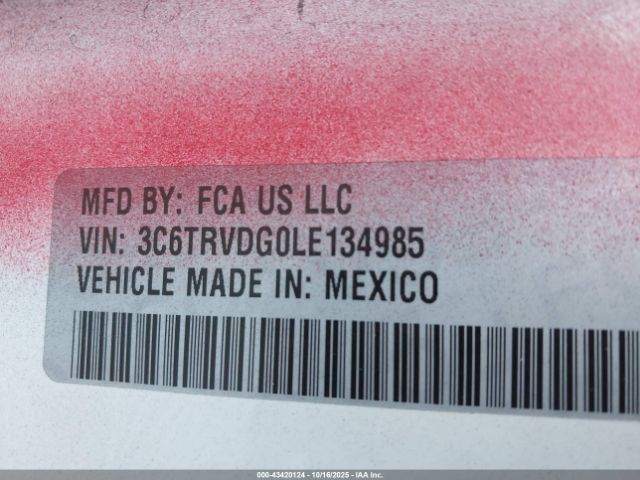 MFD BY: FCA US LLC
VIN: 3C6TRVDG0LE134985
VEHICLE MADE IN: MEXICO
000-43420124 - 10/16/2025 - IAA Inc.